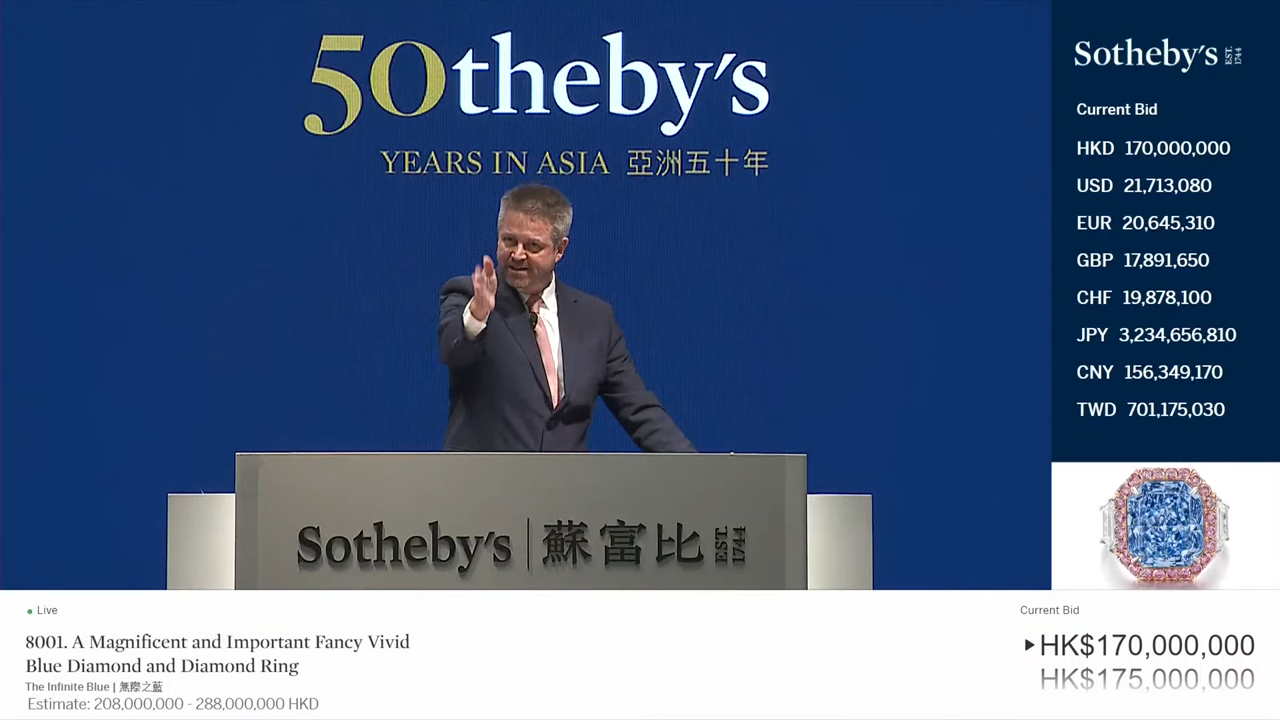 50theby's
YEARS IN ASIA 亞洲五十年
Sotheby's | 蘇富比 EST. 1744
Sotheby's EST. 1744
Current Bid
HKD 170,000,000
USD 21,713,080
EUR 20,645,310
GBP 17,891,650
CHF 19,878,100
JPY 3,234,656,810
CNY 156,349,170
TWD 701,175,030
Live
8001. A Magnificent and Important Fancy Vivid
Blue Diamond and Diamond Ring
The Infinite Blue | 無際之藍
Estimate: 208,000,000 - 288,000,000 HKD
Current Bid
HK$170,000,000
HK$175,000,000